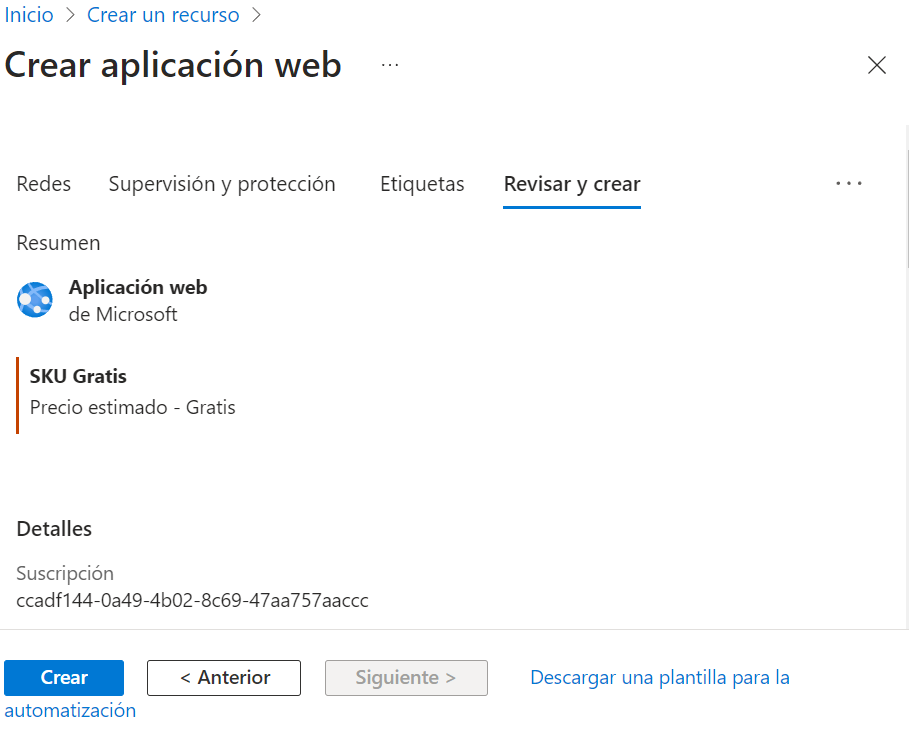 Inicio > Crear un recurso >
Crear aplicación web ...
Redes Supervisión y protección Etiquetas Revisar y crear ...
Resumen
Aplicación web
de Microsoft
SKU Gratis
Precio estimado - Gratis
Detalles
Suscripción
ccadf144-0a49-4b02-8c69-47aa757aaccc
Crear < Anterior Siguiente > Descargar una plantilla para la
automatización